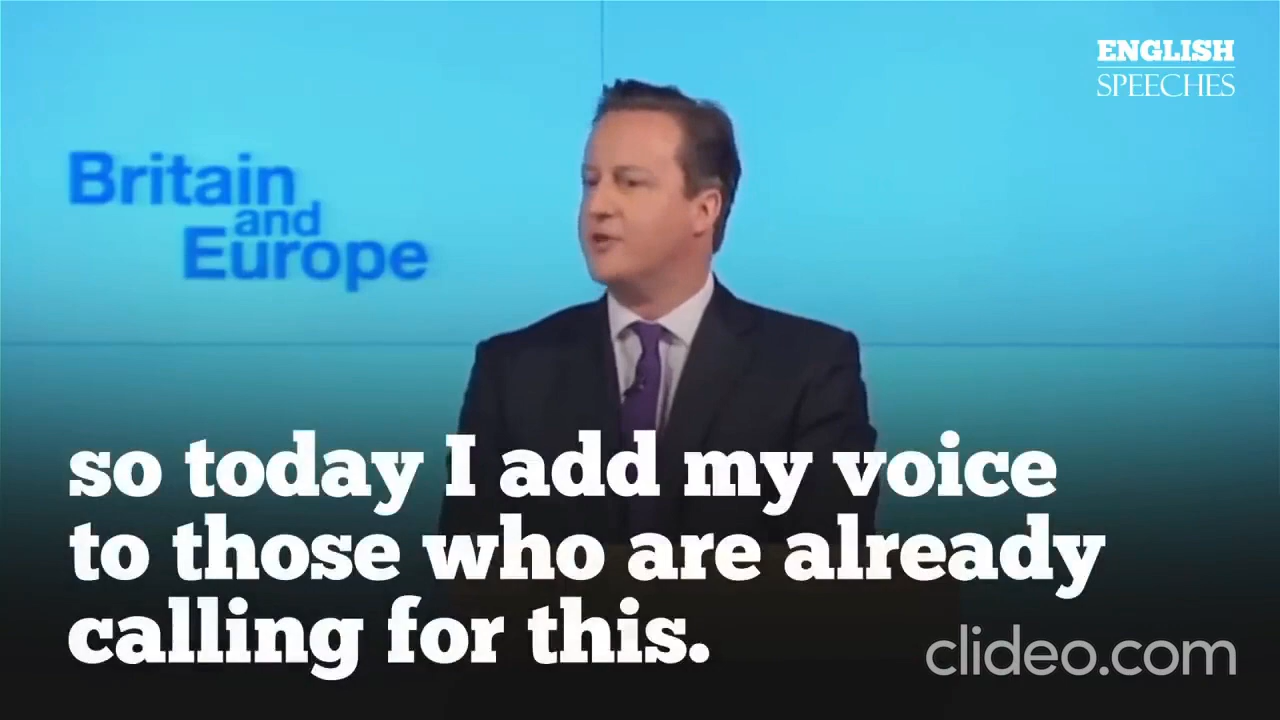 ENGLISH
SPEECHES
Britain
and
Europe
so today I add my voice
to those who are already
calling for this.
clideo.com